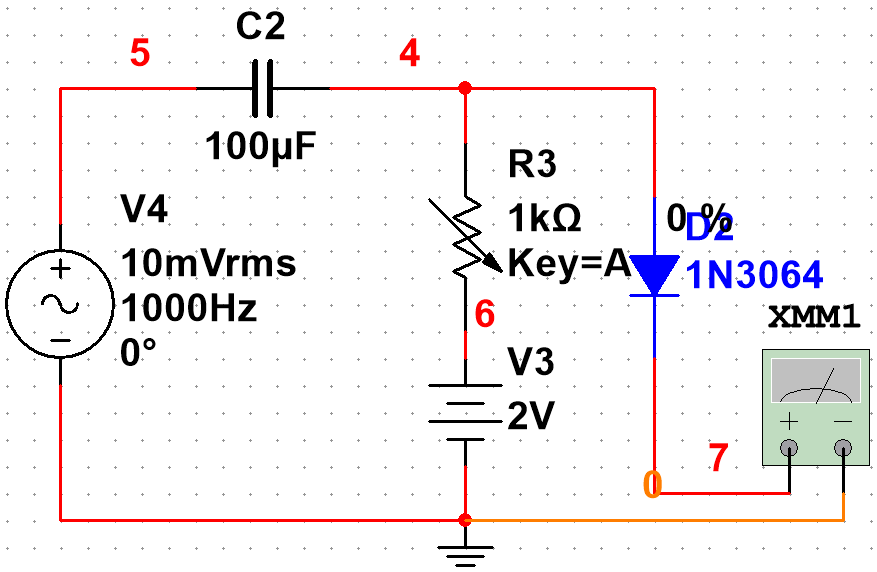 C2
5
4
100µF
R3
V4
1kΩ
0 %
D2
10mVrms
Key=A
1N3064
1000Hz
6
XMM1
0°
V3
2V
7
0